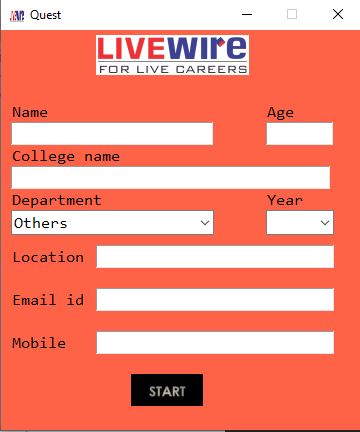 Quest
LIVEWIRE
FOR LIVE CAREERS
Name Age
College name
Department Year
Others
Location
Email id
Mobile
START